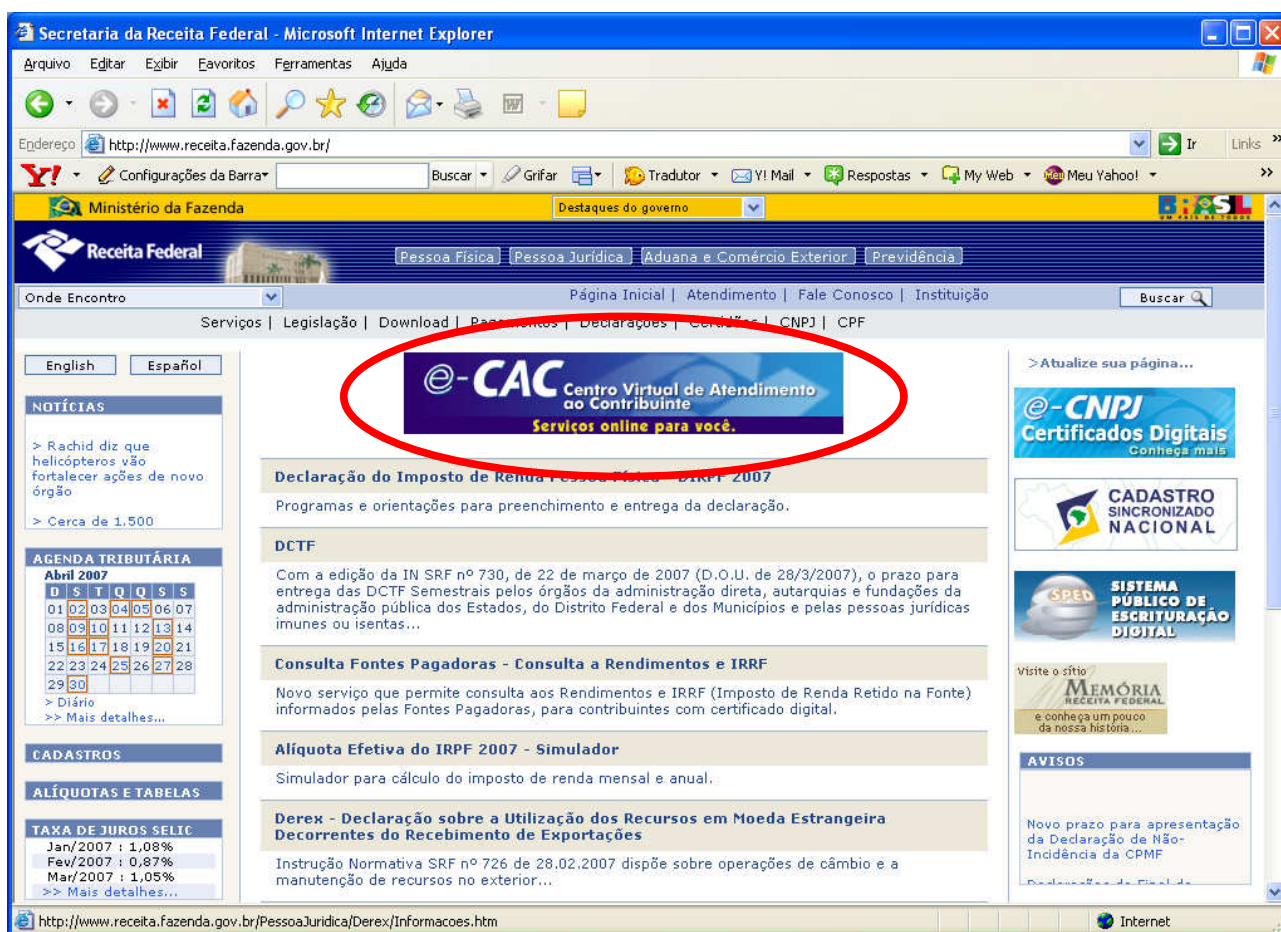 Secretaria da Receita Federal - Microsoft Internet Explorer
Arquivo Editar Exibir Favoritos Ferramentas Ajuda
Endereço http://www.receita.fazenda.gov.br/ Ir Links »
Y! Configurações da Barra Buscar Grifar Tradutor Y! Mail Respostas My Web Meu Yahoo! »
Ministério da Fazenda Destaques do governo BRASIL
UM PAÍS DE TODOS
Receita Federal Pessoa Física Pessoa Jurídica Aduana e Comércio Exterior Previdência
Onde Encontro Página Inicial | Atendimento | Fale Conosco | Instituição Buscar
Serviços | Legislação | Download | Pagamentos | Declarações | Certidões | CNPJ | CPF
English Español
NOTÍCIAS
> Rachid diz que
helicópteros vão
fortalecer ações de novo
órgão
> Cerca de 1.500
AGENDA TRIBUTÁRIA
Abril 2007
D S T Q Q S S
01 02 03 04 05 06 07
08 09 10 11 12 13 14
15 16 17 18 19 20 21
22 23 24 25 26 27 28
29 30
> Diário
>> Mais detalhes...
CADASTROS
ALÍQUOTAS E TABELAS
TAXA DE JUROS SELIC
Jan/2007 : 1,08%
Fev/2007 : 0,87%
Mar/2007 : 1,05%
>> Mais detalhes...
e-CAC Centro Virtual de Atendimento
ao Contribuinte
Serviços online para você.
Declaração do Imposto de Renda Pessoa Física - DIRPF 2007
Programas e orientações para preenchimento e entrega da declaração.
DCTF
Com a edição da IN SRF nº 730, de 22 de março de 2007 (D.O.U. de 28/3/2007), o prazo para
entrega das DCTF Semestrais pelos órgãos da administração direta, autarquias e fundações da
administração pública dos Estados, do Distrito Federal e dos Municípios e pelas pessoas jurídicas
imunes ou isentas...
Consulta Fontes Pagadoras - Consulta a Rendimentos e IRRF
Novo serviço que permite consulta aos Rendimentos e IRRF (Imposto de Renda Retido na Fonte)
informados pelas Fontes Pagadoras, para contribuintes com certificado digital.
Alíquota Efetiva do IRPF 2007 - Simulador
Simulador para cálculo do imposto de renda mensal e anual.
Derex - Declaração sobre a Utilização dos Recursos em Moeda Estrangeira
Decorrentes do Recebimento de Exportações
Instrução Normativa SRF nº 726 de 28.02.2007 dispõe sobre operações de câmbio e a
manutenção de recursos no exterior...
>Atualize sua página...
e-CNPJ
Certificados Digitais
Conheça mais
CADASTRO
SINCRONIZADO
NACIONAL
SPED SISTEMA
PÚBLICO DE
ESCRITURAÇÃO
DIGITAL
Visite o sítio
MEMÓRIA
RECEITA FEDERAL
e conheça um pouco
da nossa história...
AVISOS
Novo prazo para apresentação
da Declaração de Não-
Incidência da CPMF
http://www.receita.fazenda.gov.br/PessoaJuridica/Derex/Informacoes.htm Internet